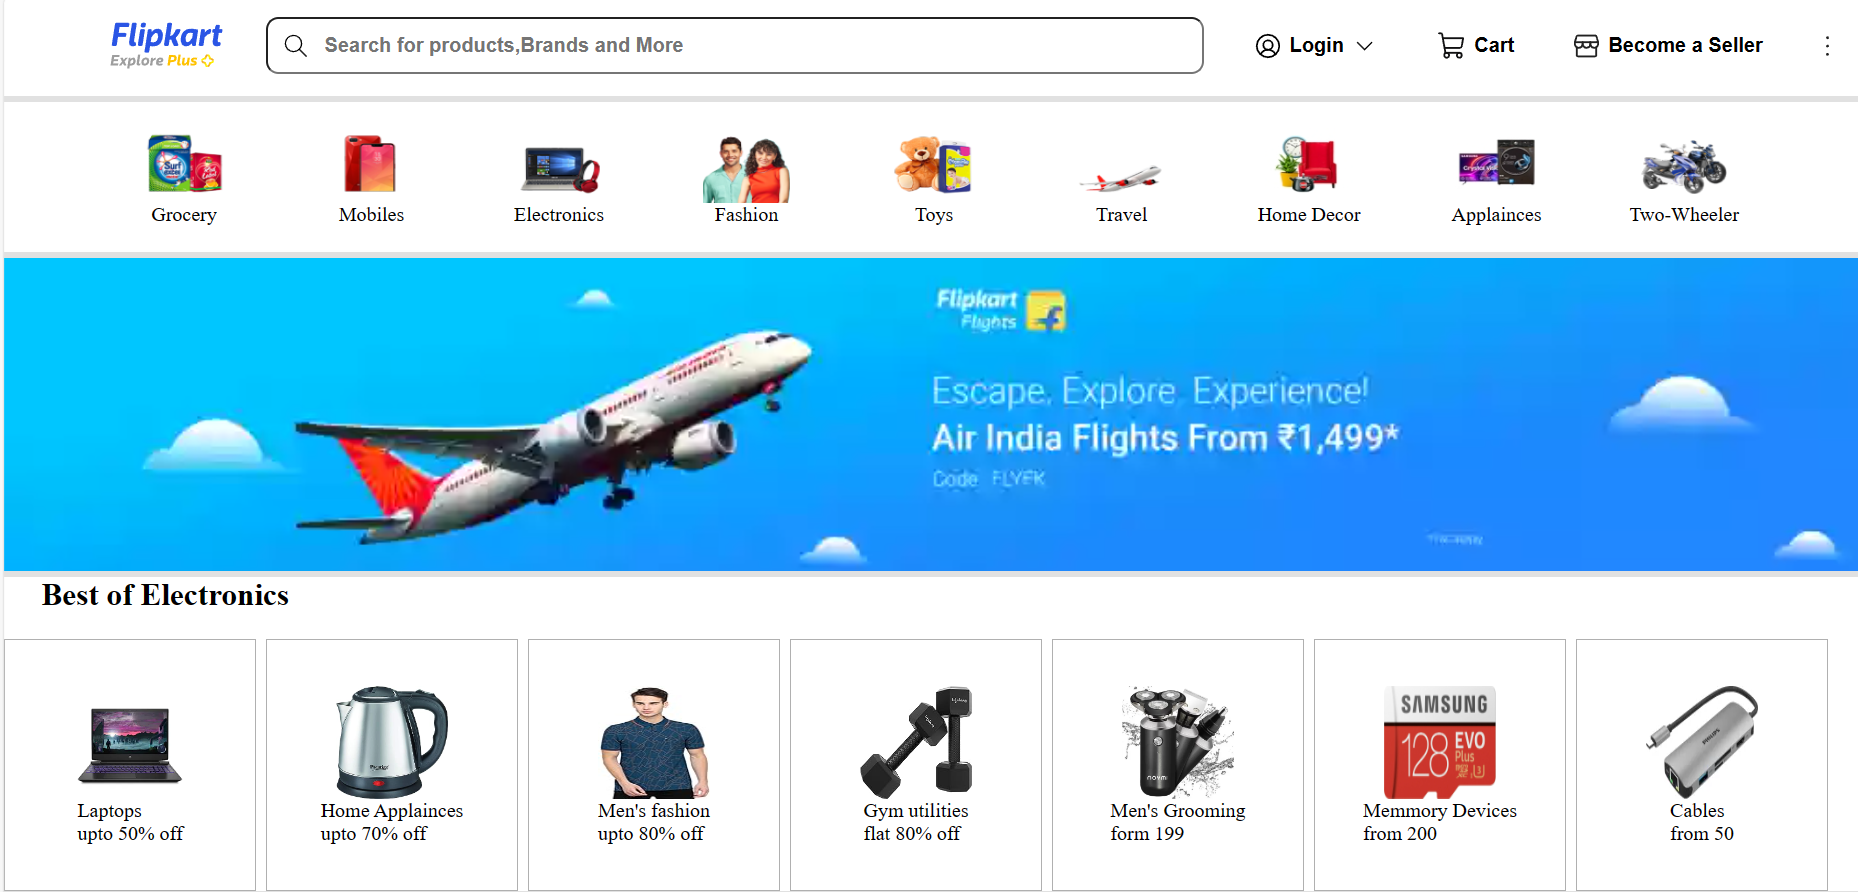 Flipkart
Explore Plus
Search for products,Brands and More
Login
Cart
Become a Seller
Grocery
Mobiles
Electronics
Fashion
Toys
Travel
Home Decor
Applainces
Two-Wheeler
Flipkart
Flights
Escape. Explore. Experience!
Air India Flights From ₹1,499*
Code FLYFK
Best of Electronics
SAMSUNG
128 EVO
Plus
Laptops
upto 50% off
Home Applainces
upto 70% off
Men's fashion
upto 80% off
Gym utilities
flat 80% off
Men's Grooming
form 199
Memmory Devices
from 200
Cables
from 50